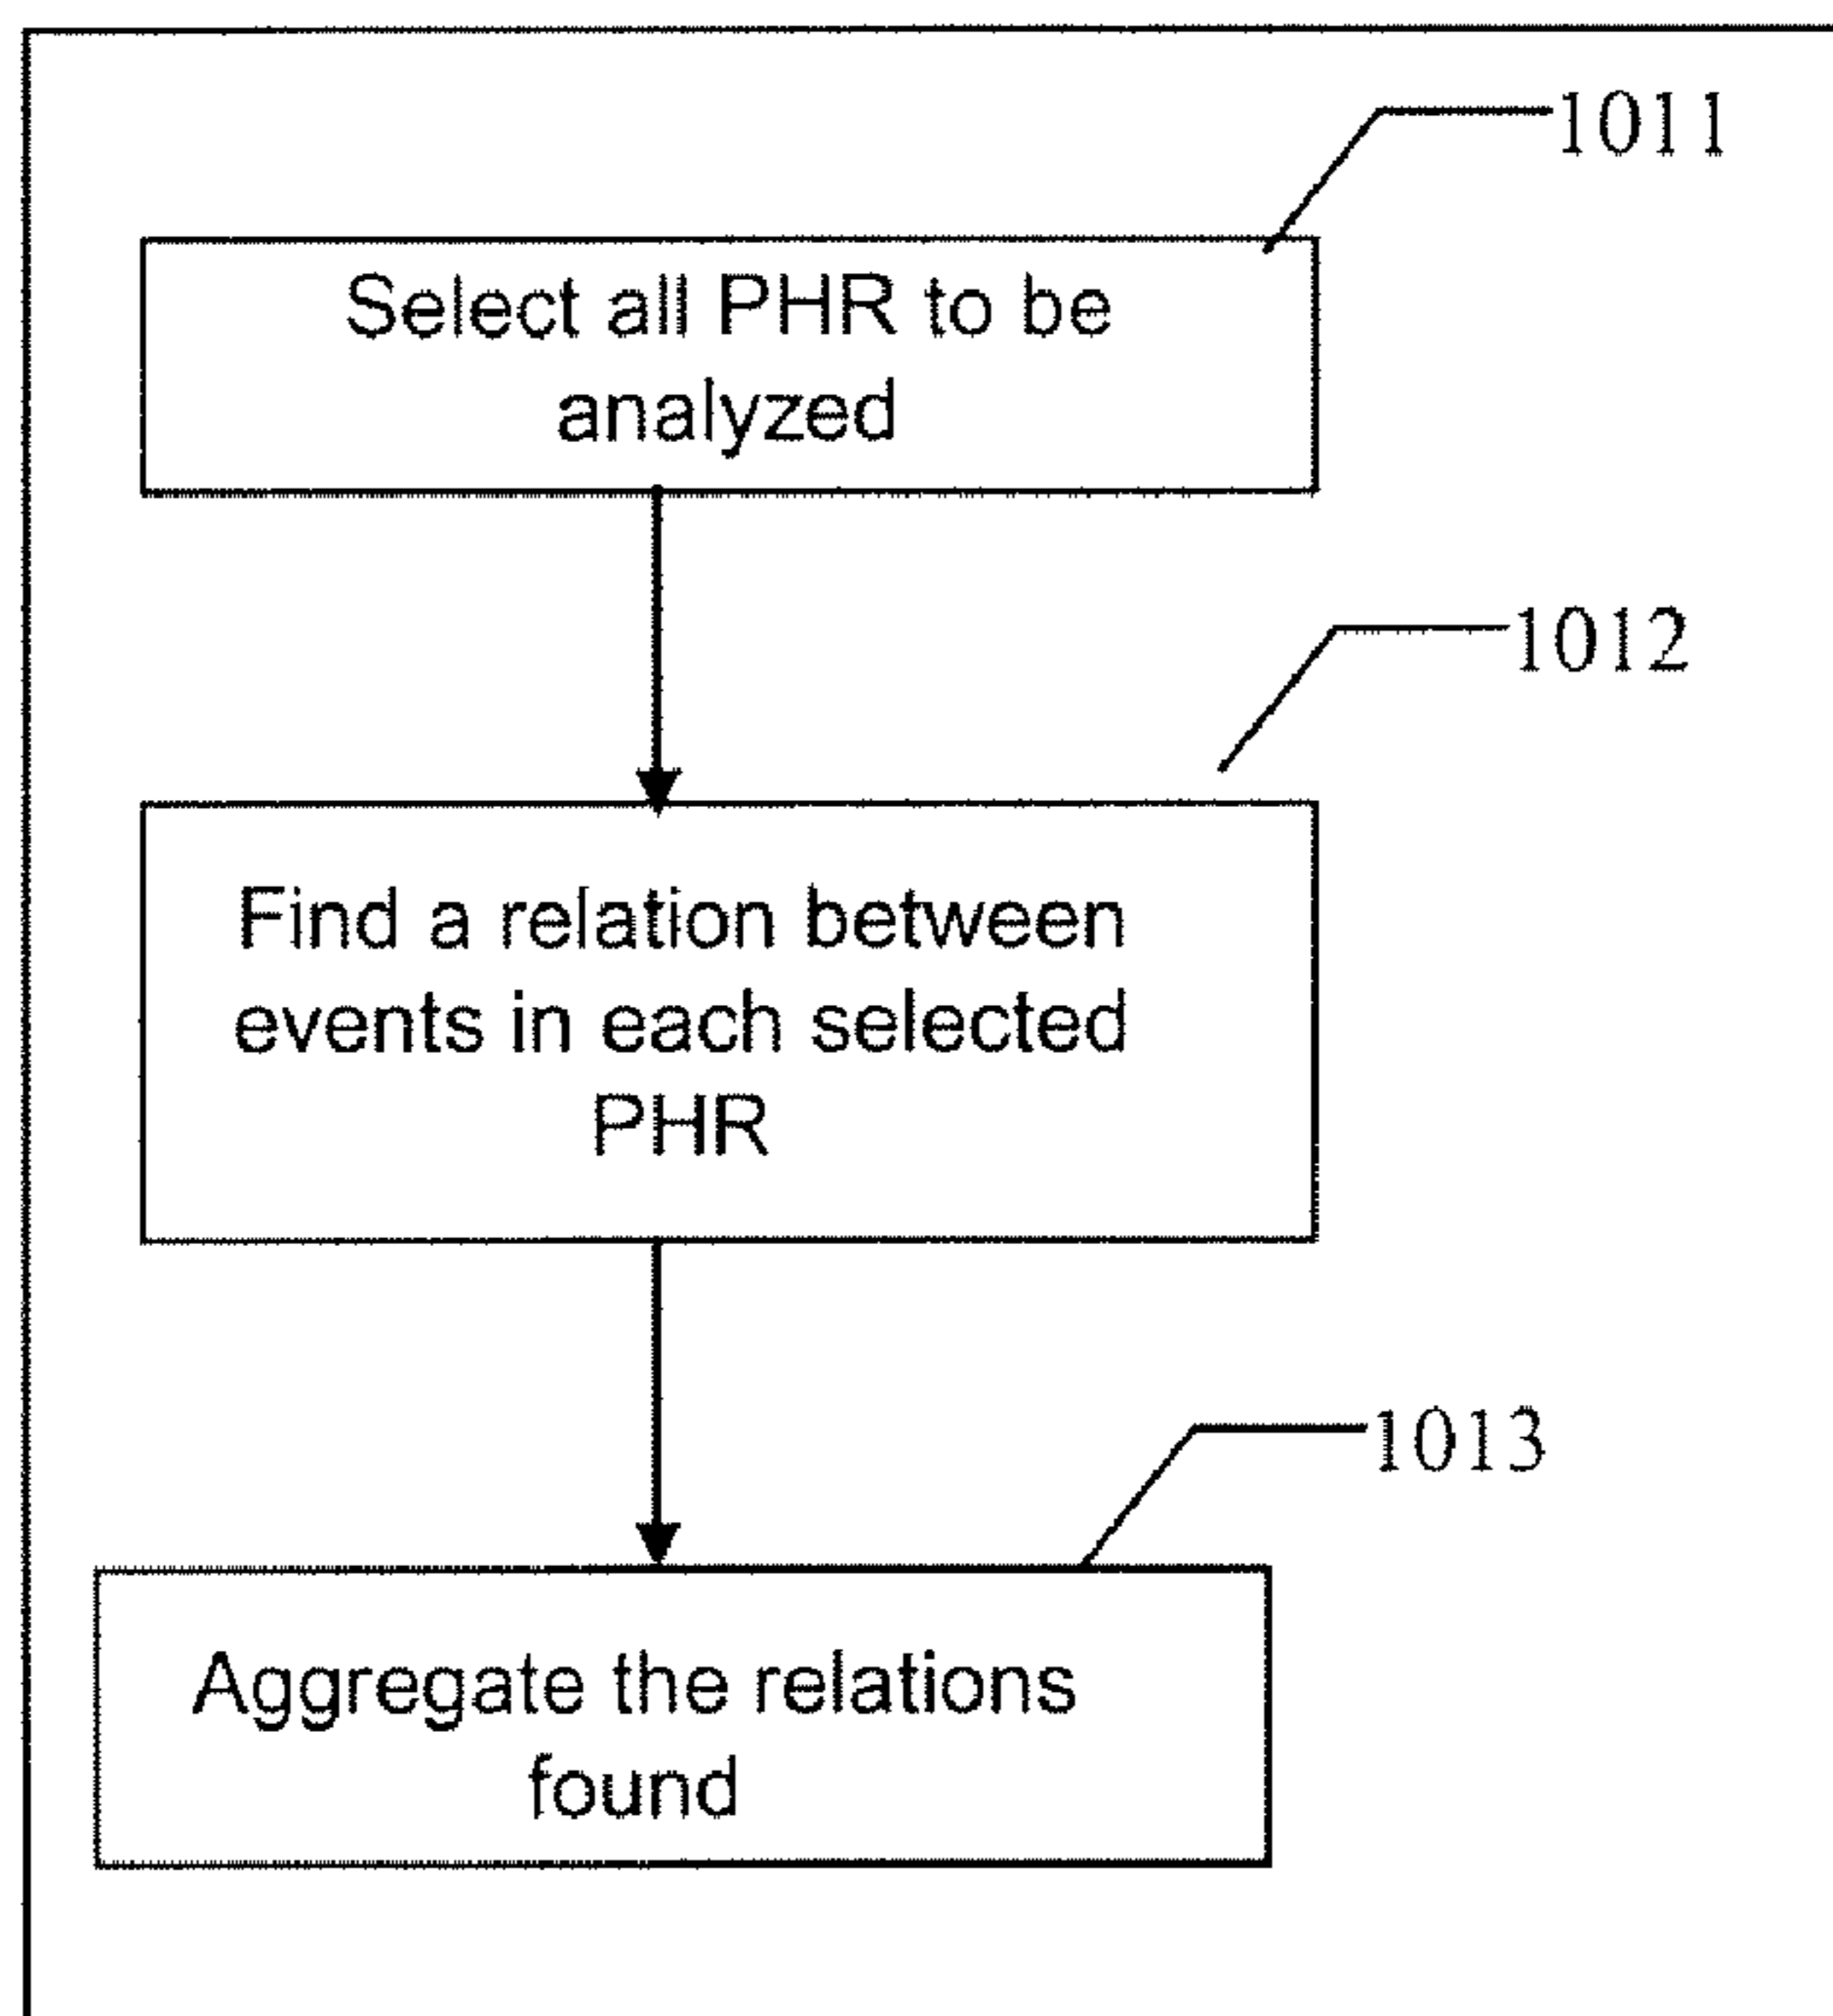 1011
Select all PHR to be
analyzed
1012
Find a relation between
events in each selected
PHR
1013
Aggregate the relations
found